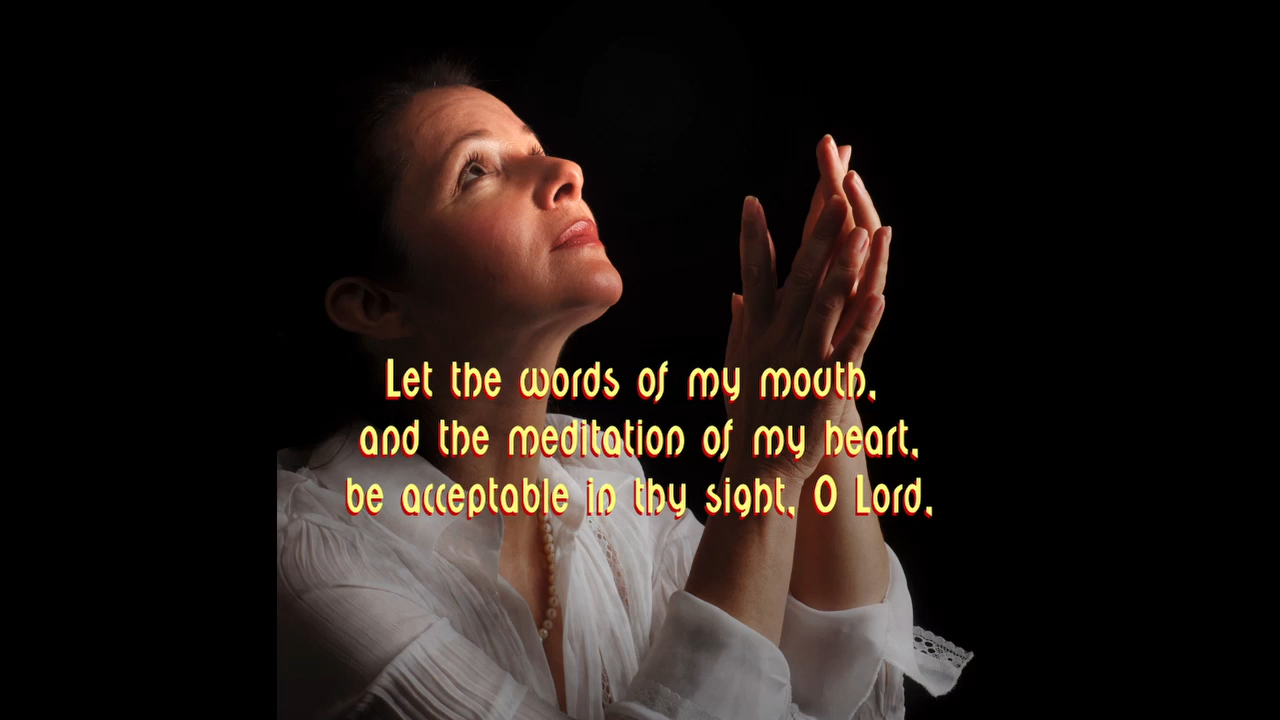 Let the words of my mouth,
and the meditation of my heart,
be acceptable in thy sight, O Lord,